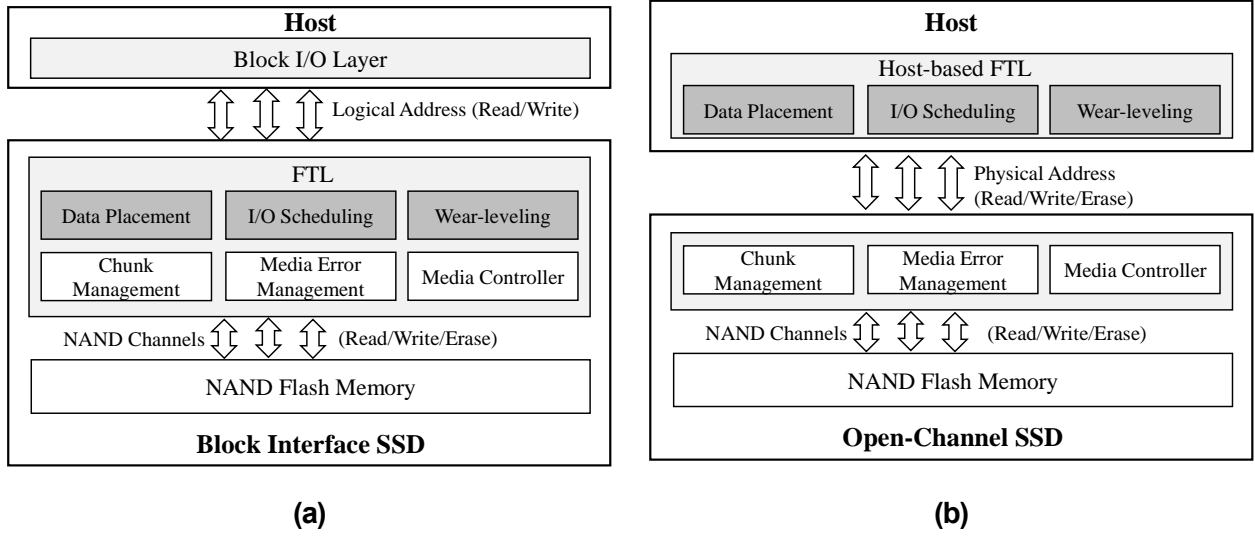 Host
Block I/O Layer
Logical Address (Read/Write)
FTL
Data Placement
I/O Scheduling
Wear-leveling
Chunk
Management
Media Error
Management
Media Controller
NAND Channels
(Read/Write/Erase)
NAND Flash Memory
Block Interface SSD
(a)
Host
Host-based FTL
Data Placement
I/O Scheduling
Wear-leveling
Physical Address
(Read/Write/Erase)
Chunk
Management
Media Error
Management
Media Controller
NAND Channels
(Read/Write/Erase)
NAND Flash Memory
Open-Channel SSD
(b)